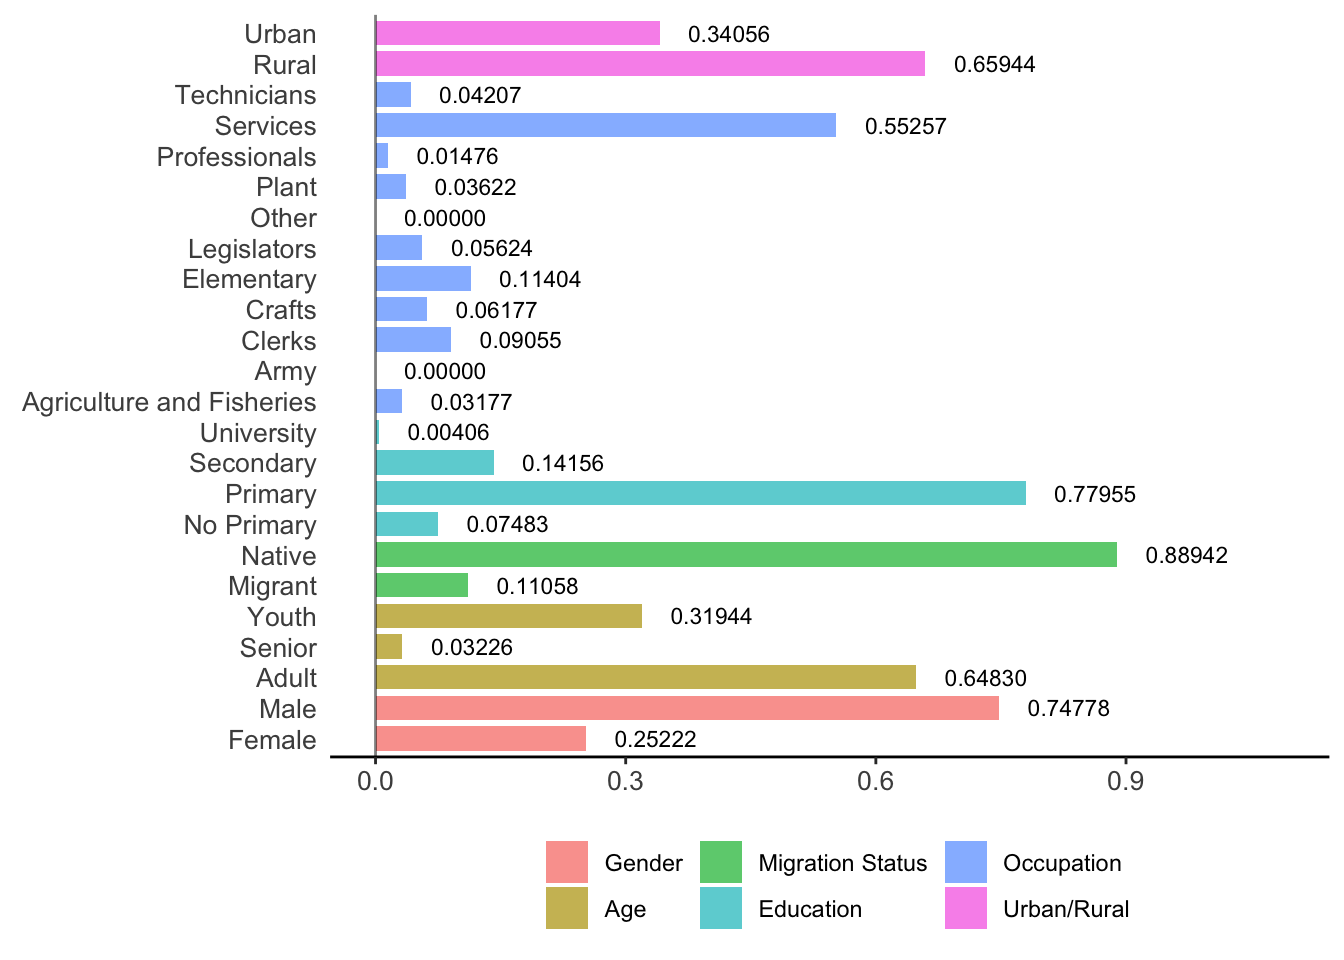 Urban 0.34056
Rural 0.65944
Technicians 0.04207
Services 0.55257
Professionals 0.01476
Plant 0.03622
Other 0.00000
Legislators 0.05624
Elementary 0.11404
Crafts 0.06177
Clerks 0.09055
Army 0.00000
Agriculture and Fisheries 0.03177
University 0.00406
Secondary 0.14156
Primary 0.77955
No Primary 0.07483
Native 0.88942
Migrant 0.11058
Youth 0.31944
Senior 0.03226
Adult 0.64830
Male 0.74778
Female 0.25222
0.0 0.3 0.6 0.9
Gender Migration Status Occupation
Age Education Urban/Rural